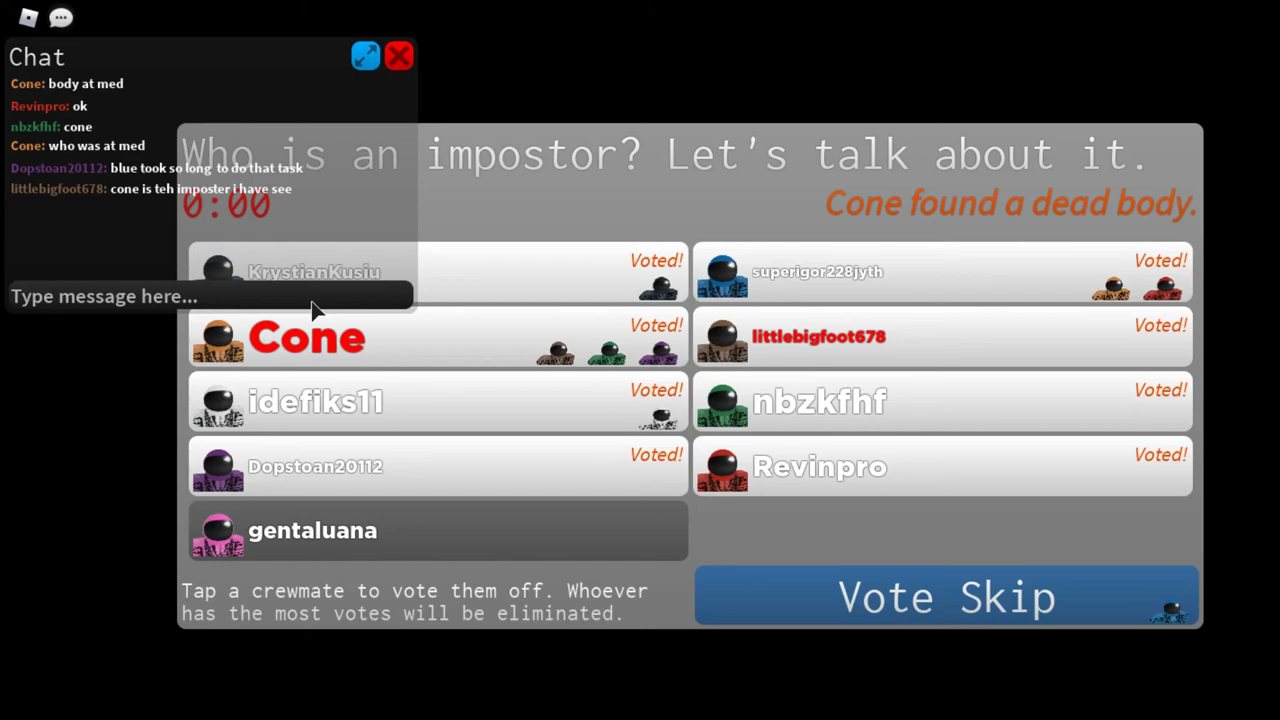 Chat
Cone: body at med
Revinpro: ok
nbzkfhf: cone
Cone: who was at med
Dopstoan20112: blue took so long to do that task
littlebigfoot678: cone is teh imposter i have see
Type message here...
Who is an impostor? Let's talk about it.
0:00
Cone found a dead body.
KrystianKusiu
Voted!
superigor228jyth
Voted!
Cone
Voted!
littlebigfoot678
Voted!
idefiks11
Voted!
nbzkfhf
Voted!
Dopstoan20112
Voted!
Revinpro
Voted!
gentaluana
Tap a crewmate to vote them off. Whoever
has the most votes will be eliminated.
Vote Skip